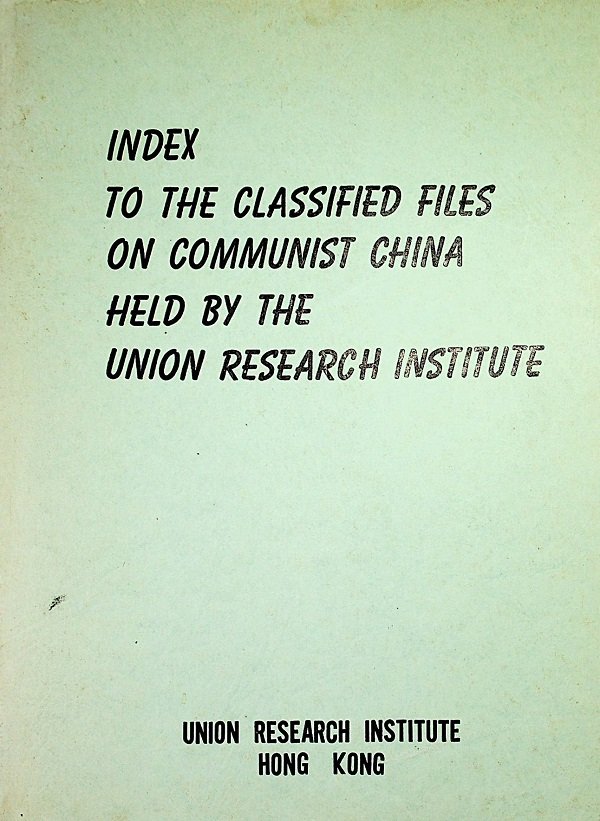 INDEX
TO THE CLASSIFIED FILES
ON COMMUNIST CHINA
HELD BY THE
UNION RESEARCH INSTITUTE
UNION RESEARCH INSTITUTE
HONG KONG